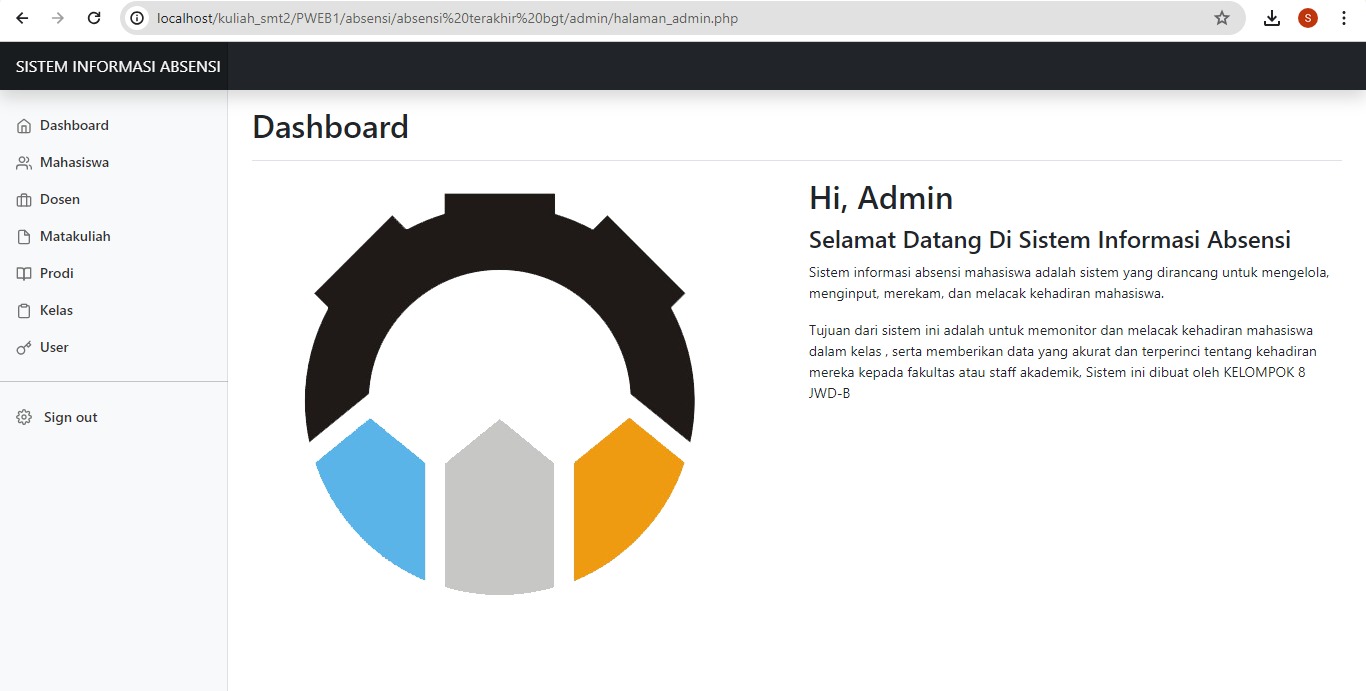 localhost/kuliah_smt2/PWEB1/absensi/absensi%20terakhir%20bgt/admin/halaman_admin.php
S
SISTEM INFORMASI ABSENSI
Dashboard
Mahasiswa
Dosen
Matakuliah
Prodi
Kelas
User
Sign out
Dashboard
Hi, Admin
Selamat Datang Di Sistem Informasi Absensi
Sistem informasi absensi mahasiswa adalah sistem yang dirancang untuk mengelola,
menginput, merekam, dan melacak kehadiran mahasiswa.
Tujuan dari sistem ini adalah untuk memonitor dan melacak kehadiran mahasiswa
dalam kelas , serta memberikan data yang akurat dan terperinci tentang kehadiran
mereka kepada fakultas atau staff akademik, Sistem ini dibuat oleh KELOMPOK 8
JWD-B